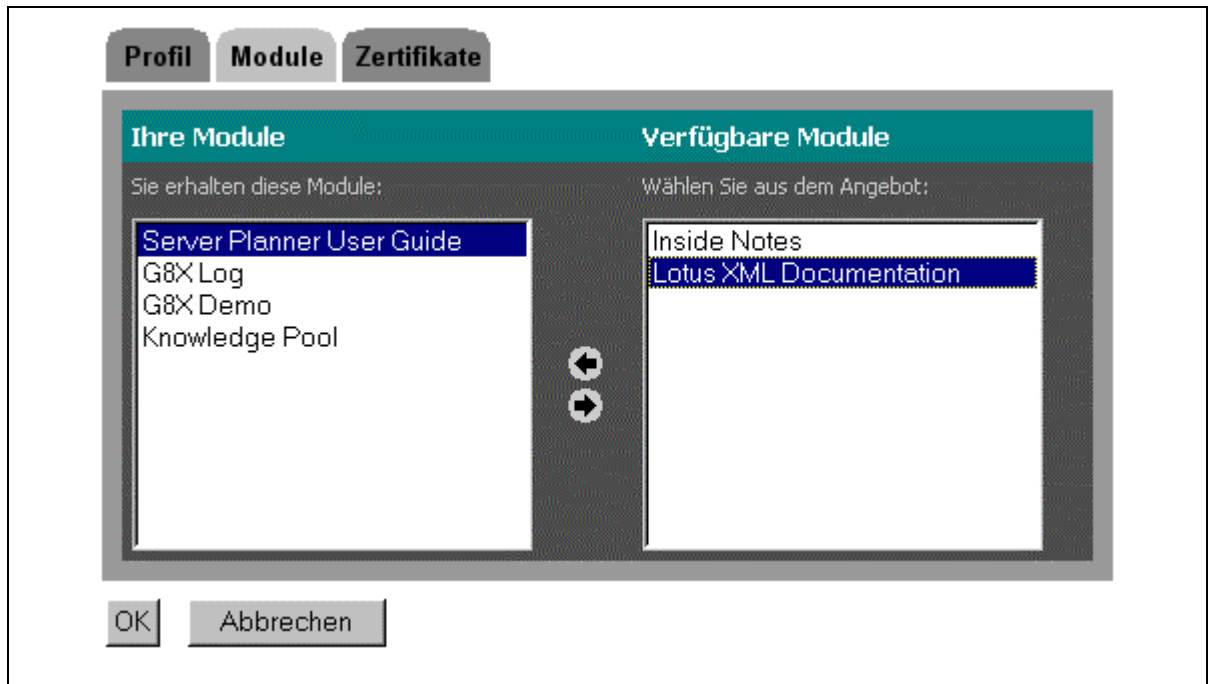 Profil Module Zertifikate
Ihre Module
Sie erhalten diese Module:
Server Planner User Guide
G8X Log
G8X Demo
Knowledge Pool
Verfügbare Module
Wählen Sie aus dem Angebot:
Inside Notes
Lotus XML Documentation
OK Abbrechen